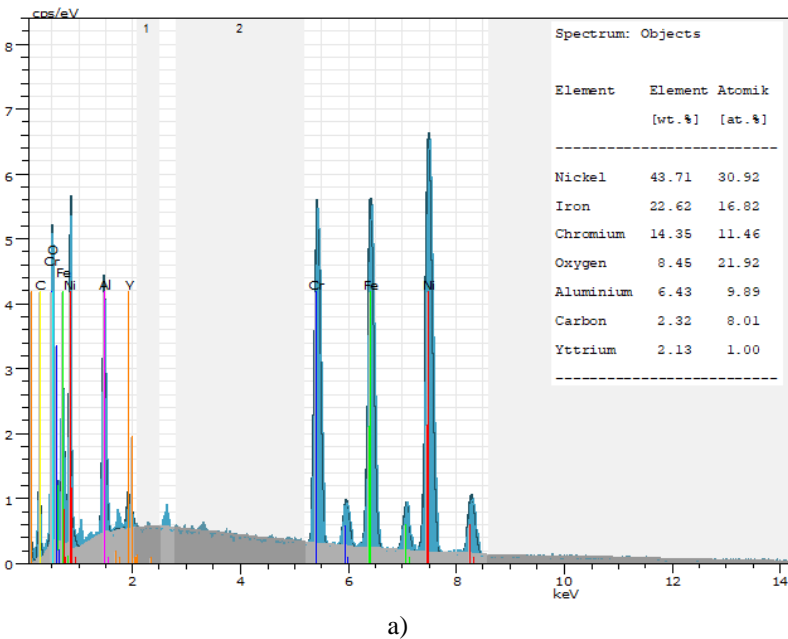 cps/eV
1 2
8
7
6
5
4
3
2
1
0
O
Cr
Fe
C Ni Al Y Cr Fe Ni
2 4 6 8 10 12 14
keV
Spectrum: Objects
Element Element Atomik
[wt.%] [at.%]
---------------------------
Nickel 43.71 30.92
Iron 22.62 16.82
Chromium 14.35 11.46
Oxygen 8.45 21.92
Aluminium 6.43 9.89
Carbon 2.32 8.01
Yttrium 2.13 1.00
---------------------------
a)